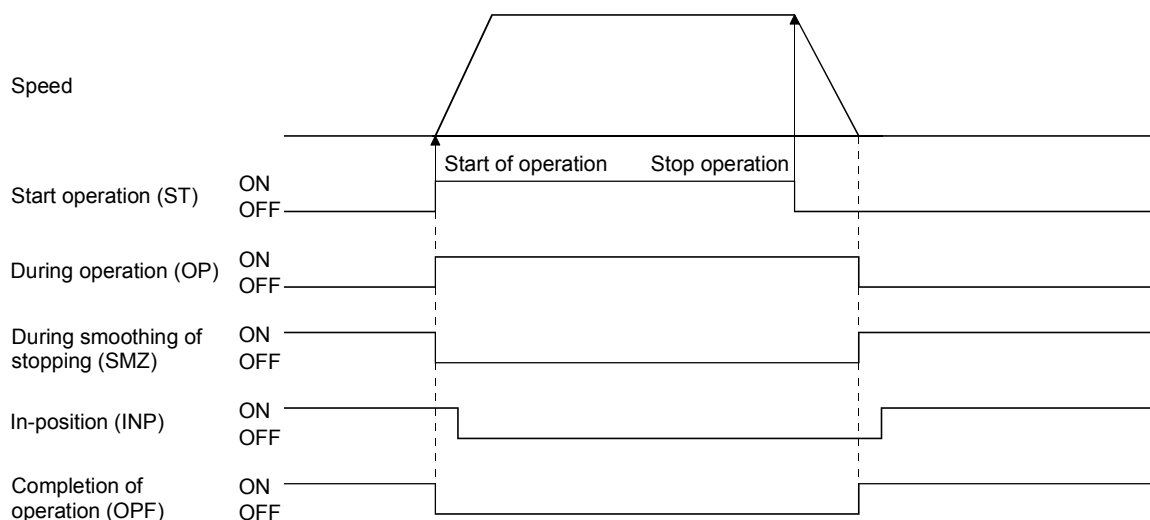 Speed
Start of operation
Stop operation
Start operation (ST)
ON
OFF
During operation (OP)
ON
OFF
During smoothing of
stopping (SMZ)
ON
OFF
In-position (INP)
ON
OFF
Completion of
operation (OPF)
ON
OFF